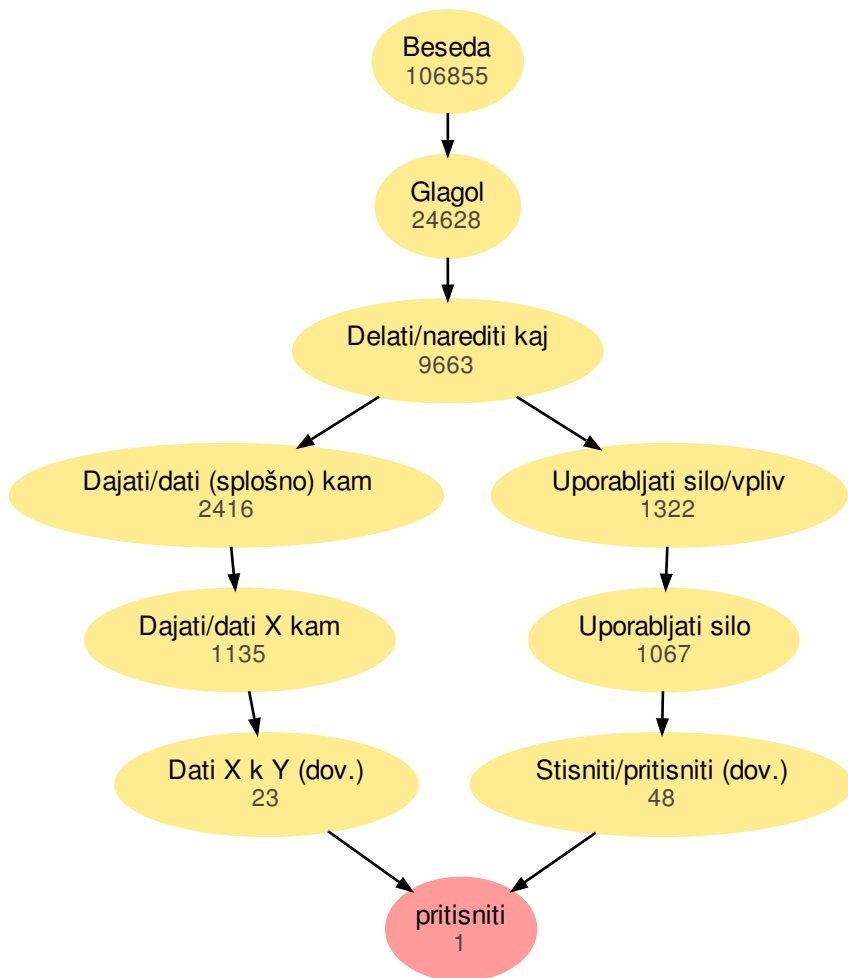 Beseda
106855
Glagol
24628
Delati/narediti kaj
9663
Dajati/dati (splošno) kam
2416
Uporabljati silo/vpliv
1322
Dajati/dati X kam
1135
Uporabljati silo
1067
Dati X k Y (dov.)
23
Stisniti/pritisniti (dov.)
48
pritisniti
1